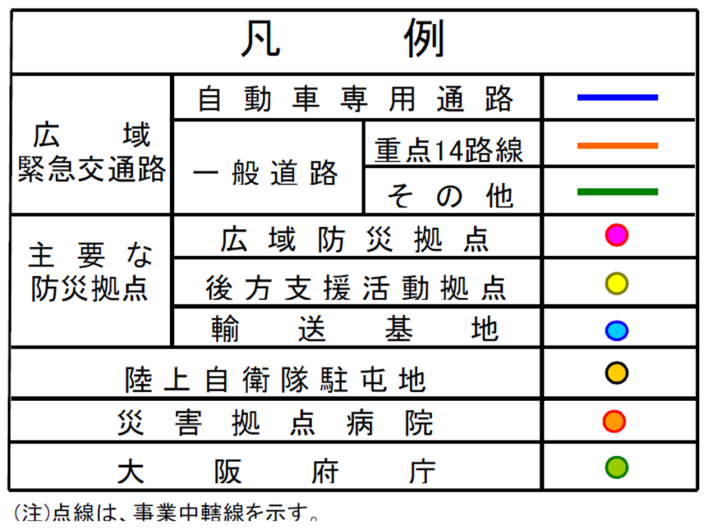 凡例
広域
緊急交通路
自動車専用通路
一般道路
重点14路線
その他
主要な
防災拠点
広域防災拠点
後方支援活動拠点
輸送基地
陸上自衛隊駐屯地
災害拠点病院
大阪府庁
(注)点線は、事業中轄線を示す。